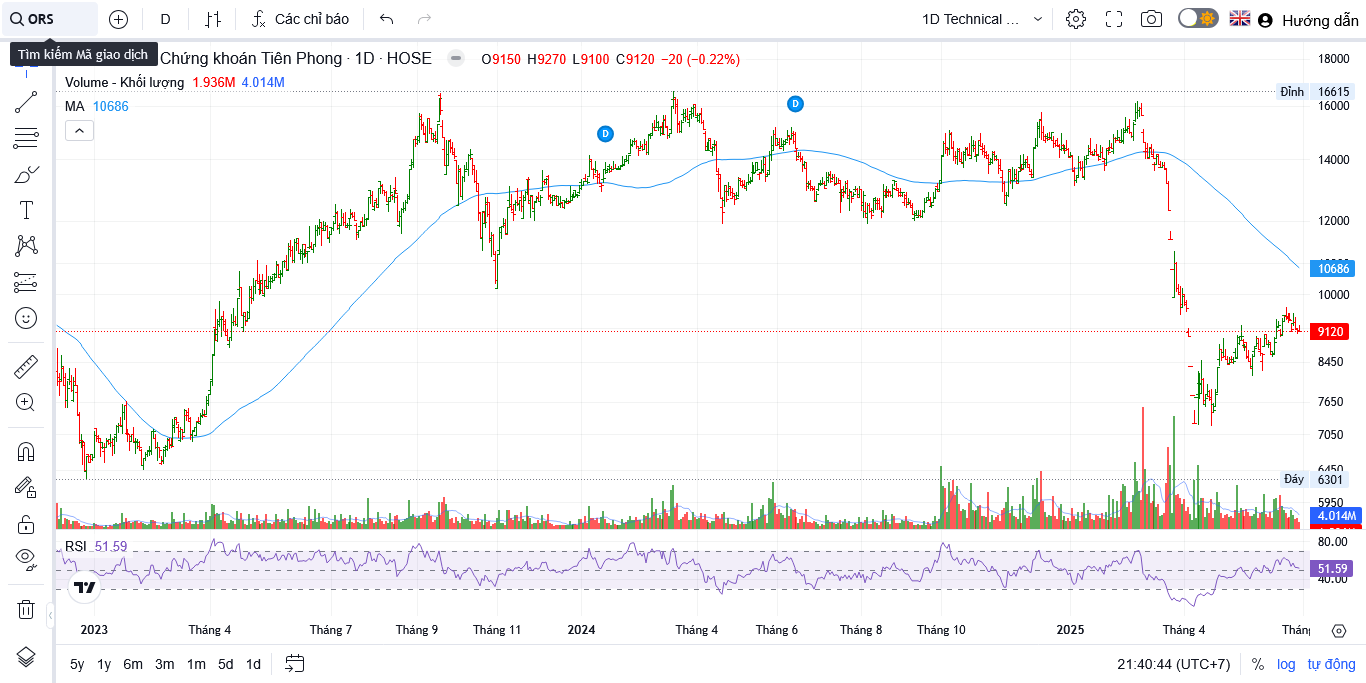 ORS
D
Các chỉ báo
1D Technical ...
Hướng dẫn
Tìm kiếm Mã giao dịch
Chứng khoán Tiên Phong · 1D · HOSE
O9150 H9270 L9100 C9120 −20 (−0.22%)
Volume - Khối lượng 1.936M 4.014M
MA 10686
D
D
18000
Đỉnh 16615
16000
14000
12000
10686
10000
9120
8450
7650
7050
6450
Đáy 6301
5950
4.014M
RSI 51.59
80.00
51.59
40.00
2023 Tháng 4 Tháng 7 Tháng 9 Tháng 11 2024 Tháng 4 Tháng 6 Tháng 8 Tháng 10 2025 Tháng 4
5y 1y 6m 3m 1m 5d 1d
21:40:44 (UTC+7) % log tự động